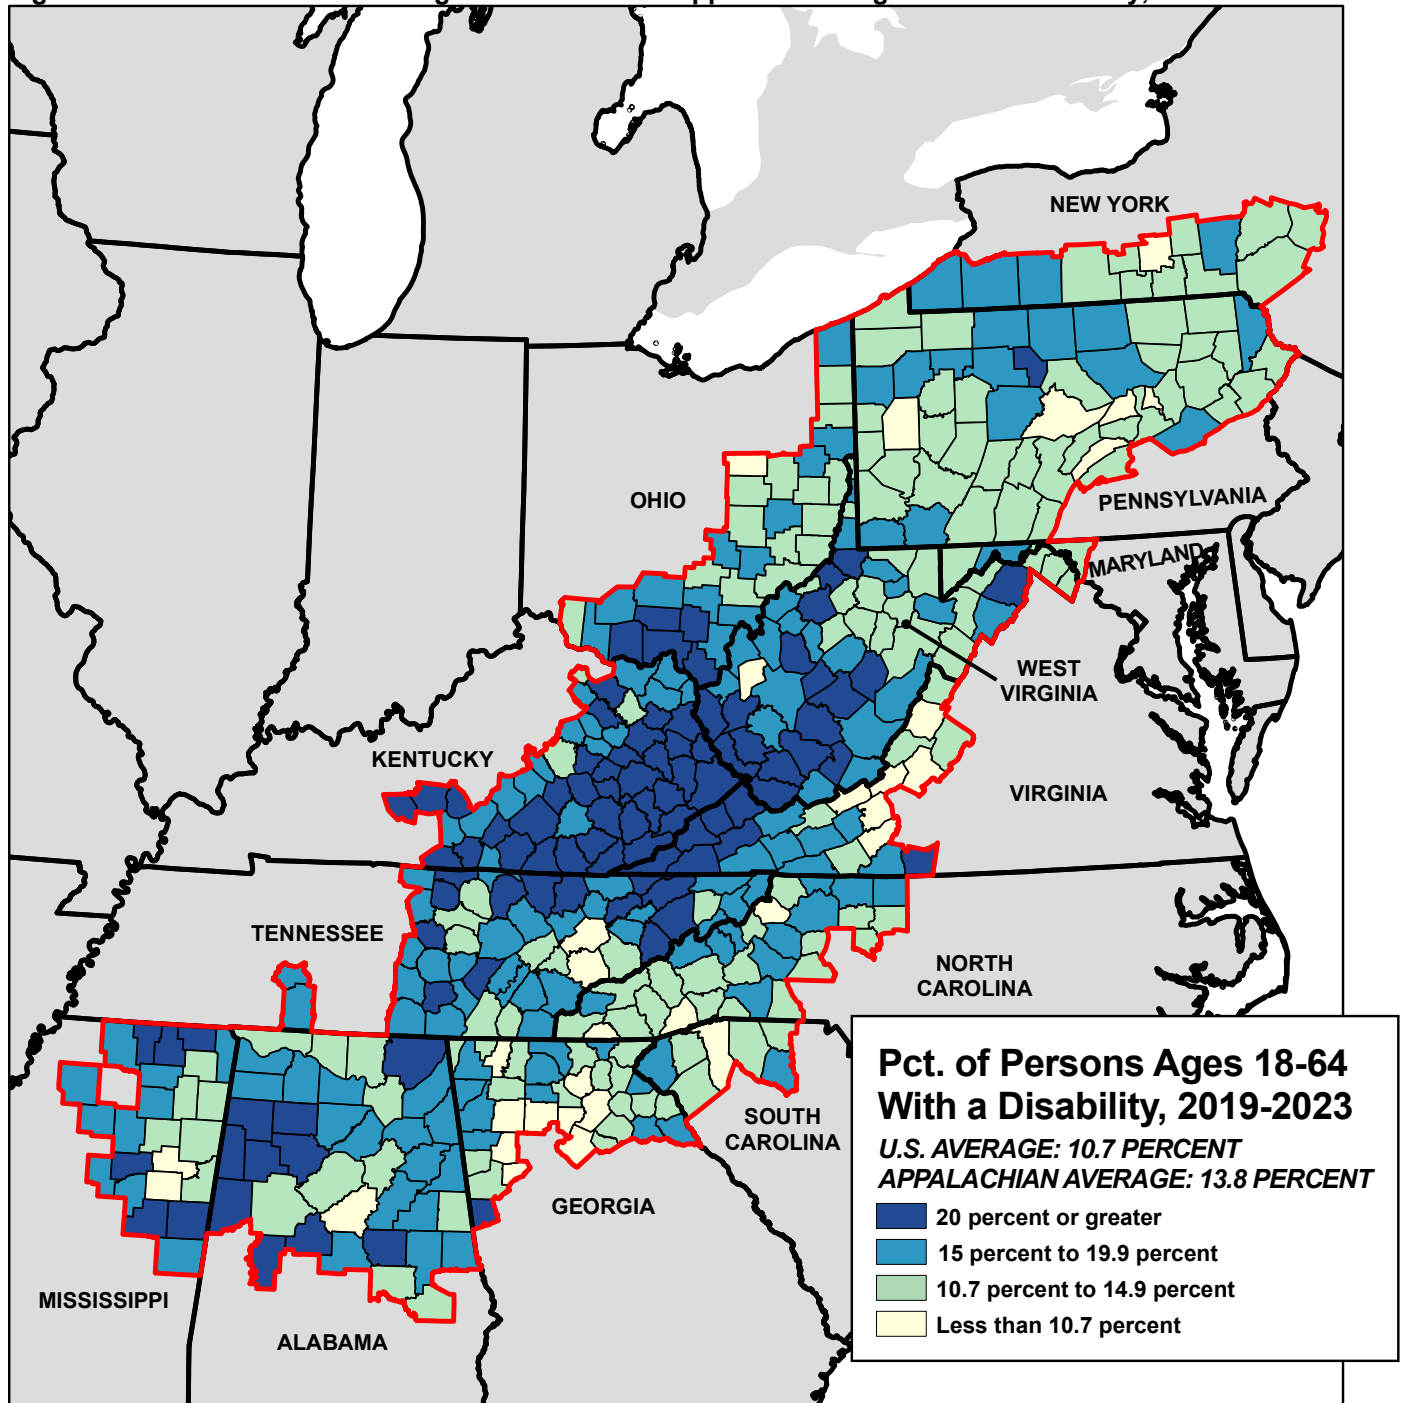 NEW YORK
OHIO
PENNSYLVANIA
MARYLAND
WEST
VIRGINIA
KENTUCKY
VIRGINIA
TENNESSEE
NORTH
CAROLINA
SOUTH
CAROLINA
GEORGIA
MISSISSIPPI
ALABAMA
Pct. of Persons Ages 18-64
With a Disability, 2019-2023
U.S. AVERAGE: 10.7 PERCENT
APPALACHIAN AVERAGE: 13.8 PERCENT
20 percent or greater
15 percent to 19.9 percent
10.7 percent to 14.9 percent
Less than 10.7 percent